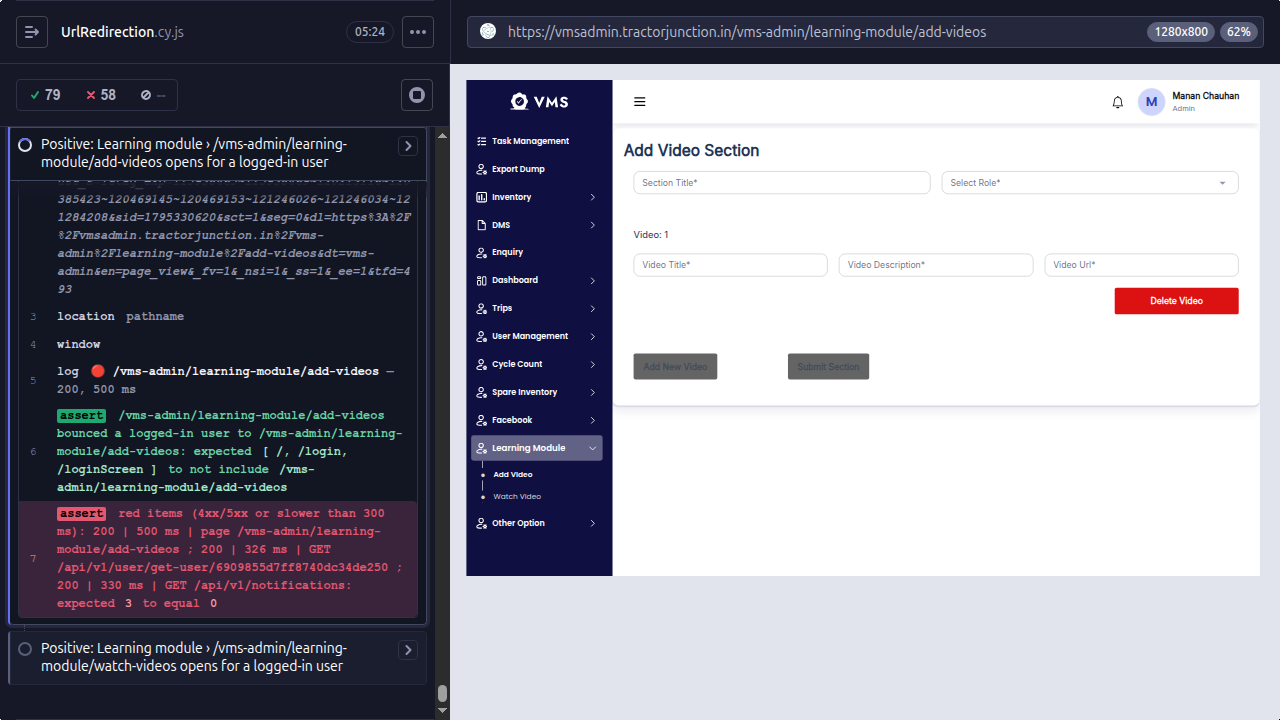 UrlRedirection.cy.js
05:24
79
58
--
Positive: Learning module › /vms-admin/learning-
module/add-videos opens for a logged-in user
385423~120469145~120469153~121246026~121246034~12
1284208&sid=1795330620&sct=1&seg=0&dl=https%3A%2F
%2Fvmsadmin.tractorjunction.in%2Fvms-
admin%2Flearning-module%2Fadd-videos&dt=vms-
admin&en=page_view&_fv=1&_nsi=1&_ss=1&_ee=1&tfd=4
93
3 location pathname
4 window
5 log 🔴 /vms-admin/learning-module/add-videos —
200, 500 ms
assert /vms-admin/learning-module/add-videos
bounced a logged-in user to /vms-admin/learning-
module/add-videos: expected [ /, /login,
6
/loginScreen ] to not include /vms-
admin/learning-module/add-videos
assert red items (4xx/5xx or slower than 300
ms): 200 | 500 ms | page /vms-admin/learning-
module/add-videos ; 200 | 326 ms | GET
7
/api/v1/user/get-user/6909855d7ff8740dc34de250 ;
200 | 330 ms | GET /api/v1/notifications:
expected 3 to equal 0
Positive: Learning module › /vms-admin/learning-
module/watch-videos opens for a logged-in user
https://vmsadmin.tractorjunction.in/vms-admin/learning-module/add-videos
1280x800
62%
VMS
Task Management
Export Dump
Inventory
DMS
Enquiry
Dashboard
Trips
User Management
Cycle Count
Spare Inventory
Facebook
Learning Module
Add Video
Watch Video
Other Option
M
Manan Chauhan
Admin
Add Video Section
Section Title*
Select Role*
Video: 1
Video Title*
Video Description*
Video Url*
Delete Video
Add New Video
Submit Section